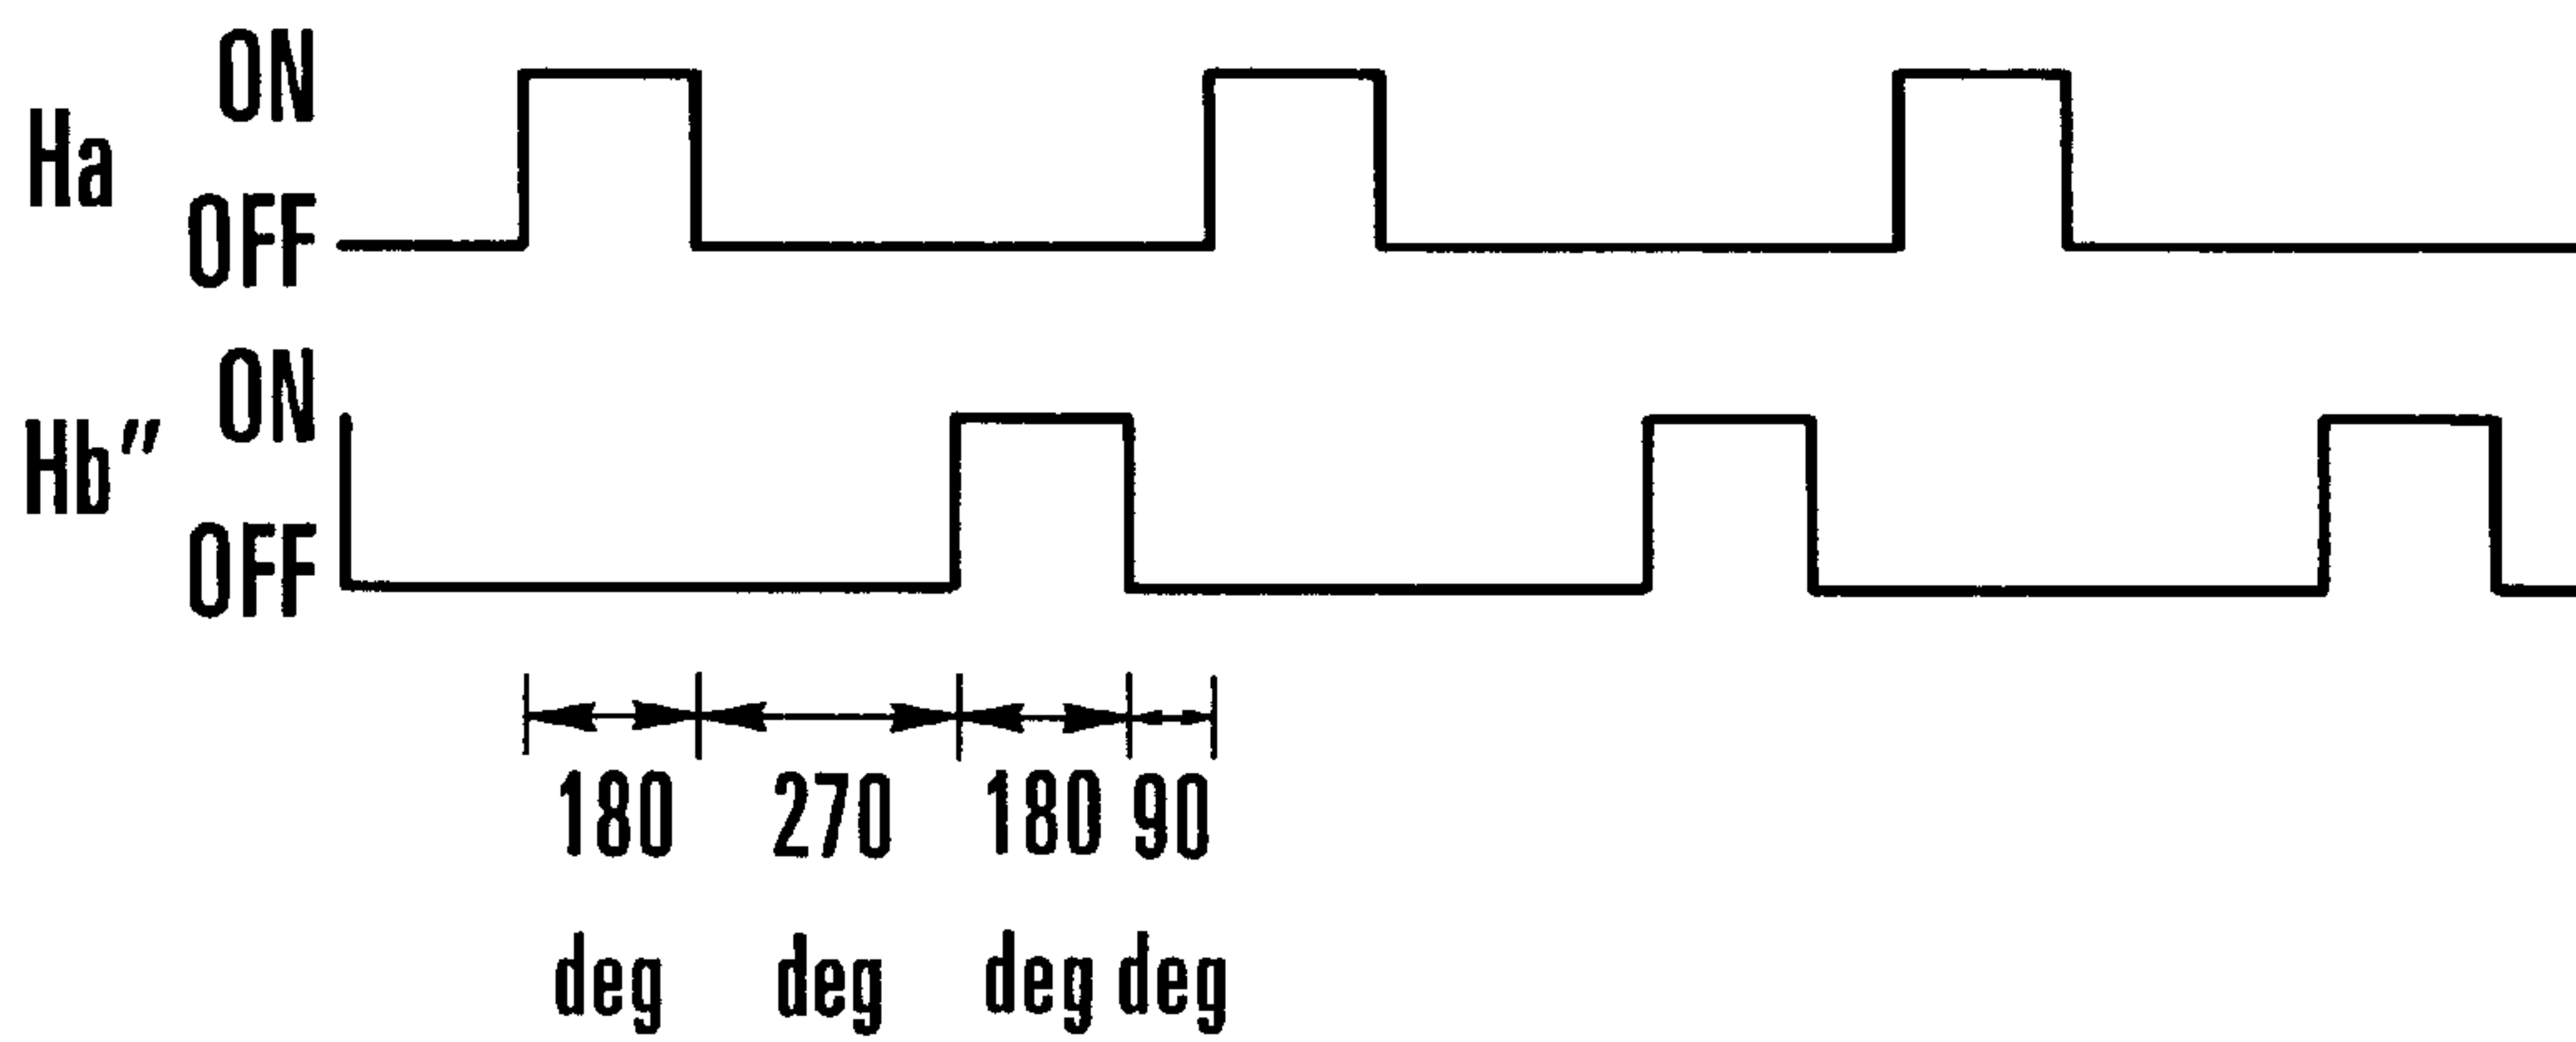 ON
Ha
OFF
ON
Hb″
OFF
180 270 180 90
deg deg deg deg